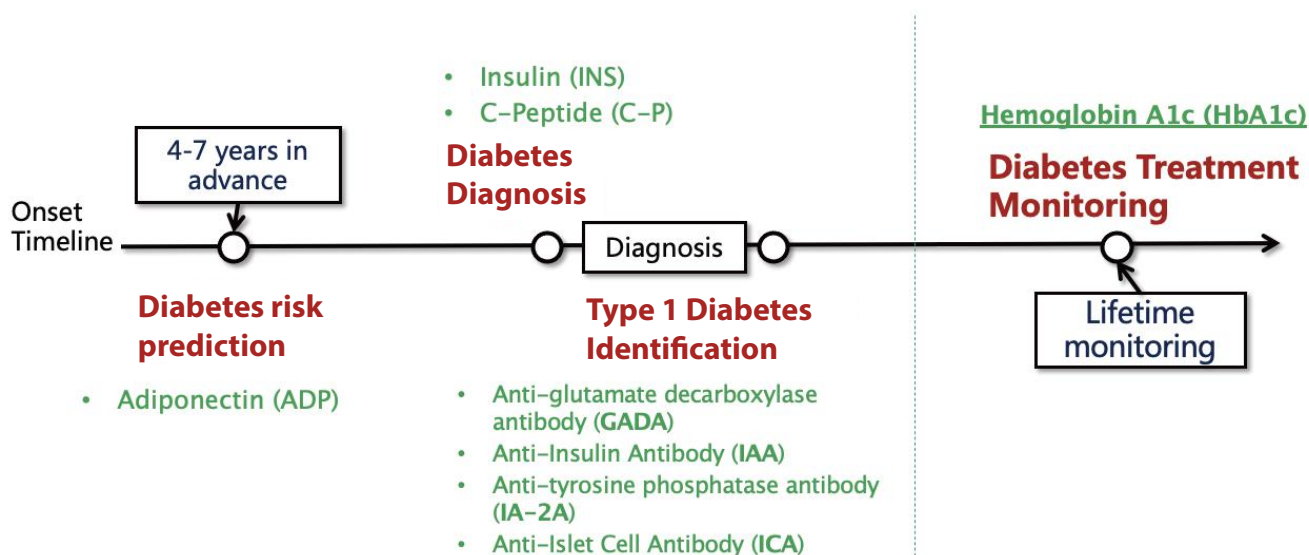 Onset
Timeline
4-7 years in
advance
Diabetes risk
prediction
• Adiponectin (ADP)
• Insulin (INS)
• C-Peptide (C-P)
Diabetes
Diagnosis
Diagnosis
Type 1 Diabetes
Identification
• Anti-glutamate decarboxylase
antibody (GADA)
• Anti-Insulin Antibody (IAA)
• Anti-tyrosine phosphatase antibody
(IA-2A)
• Anti-Islet Cell Antibody (ICA)
Hemoglobin A1c (HbA1c)
Diabetes Treatment
Monitoring
Lifetime
monitoring